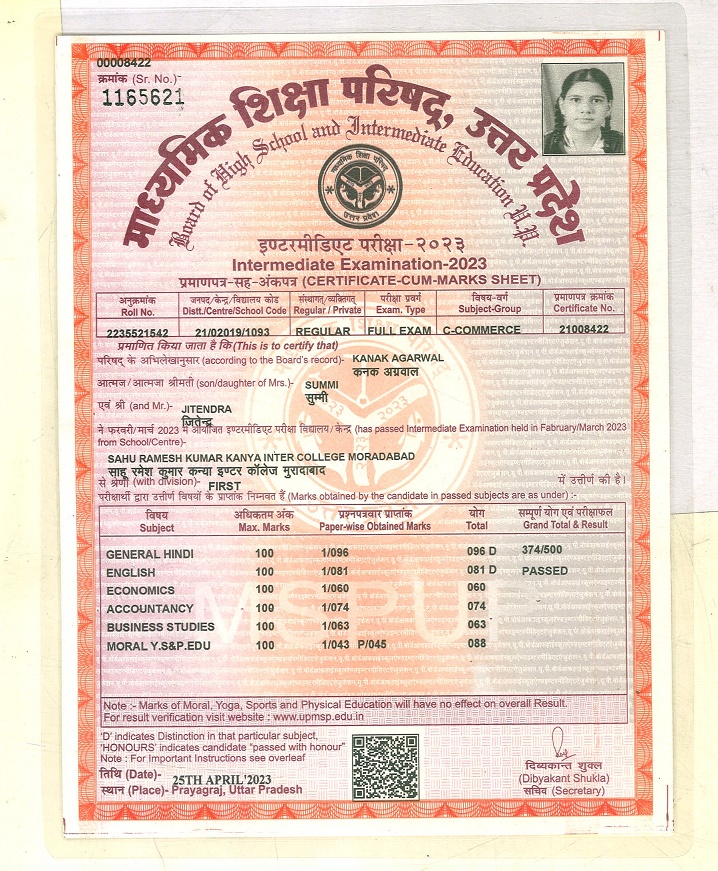 00008422
क्रमांक (Sr. No.)-
1165621
माध्यमिक शिक्षा परिषद्, उत्तर प्रदेश
Board of High School and Intermediate Education U.P.
माध्यमिक शिक्षा परिषद्
उत्तर प्रदेश
इण्टरमीडिएट परीक्षा-२०२३
Intermediate Examination-2023
प्रमाणपत्र-सह-अंकपत्र (CERTIFICATE-CUM-MARKS SHEET)
अनुक्रमांक जनपद/केन्द्र/विद्यालय कोड संस्थागत/व्यक्तिगत परीक्षा प्रवर्ग विषय-वर्ग प्रमाणपत्र क्रमांक
Roll No. Distt./Centre/School Code Regular / Private Exam. Type Subject-Group Certificate No.
2235521542 21/02019/1093 REGULAR FULL EXAM C-COMMERCE 21008422
प्रमाणित किया जाता है कि (This is to certify that)
परिषद के अभिलेखानुसार (according to the Board's record)- KANAK AGARWAL
कनक अग्रवाल
आत्मज/आत्मजा श्रीमती (son/daughter of Mrs.)- SUMMI
सुम्मी
एवं श्री (and Mr.)- JITENDRA
जितेन्द्र
ने फरवरी/मार्च 2023 में आयोजित इण्टरमीडिएट परीक्षा विद्यालय/केन्द्र (has passed Intermediate Examination held in Fabruary/March 2023
from School/Centre)-
SAHU RAMESH KUMAR KANYA INTER COLLEGE MORADABAD
साहू रमेश कुमार कन्या इण्टर कॉलेज मुरादाबाद
से श्रेणी (with division)- FIRST में उत्तीर्ण की है।
परीक्षार्थी द्वारा उत्तीर्ण विषयों के प्राप्तांक निम्नवत हैं (Marks obtained by the candidate in passed subjects are as under) :-
विषय अधिकतम अंक प्रश्नपत्रवार प्राप्तांक योग सम्पूर्ण योग एवं परीक्षाफल
Subject Max. Marks Paper-wise Obtained Marks Total Grand Total & Result
GENERAL HINDI 100 1/096 096 D 374/500
ENGLISH 100 1/081 081 D PASSED
ECONOMICS 100 1/060 060
ACCOUNTANCY 100 1/074 074
BUSINESS STUDIES 100 1/063 063
MORAL Y.S&P.EDU 100 1/043 P/045 088
MSPUP
Note :- Marks of Moral, Yoga, Sports and Physical Education will have no effect on overall Result.
For result verification visit website : www.upmsp.edu.in
'D' indicates Distinction in that particular subject,
'HONOURS' indicates candidate "passed with honour"
Note : For Important Instructions see overleaf
तिथि (Date)- 25TH APRIL'2023
स्थान (Place)- Prayagraj, Uttar Pradesh
दिब्यकान्त शुक्ल
(Dibyakant Shukla)
सचिव (Secretary)